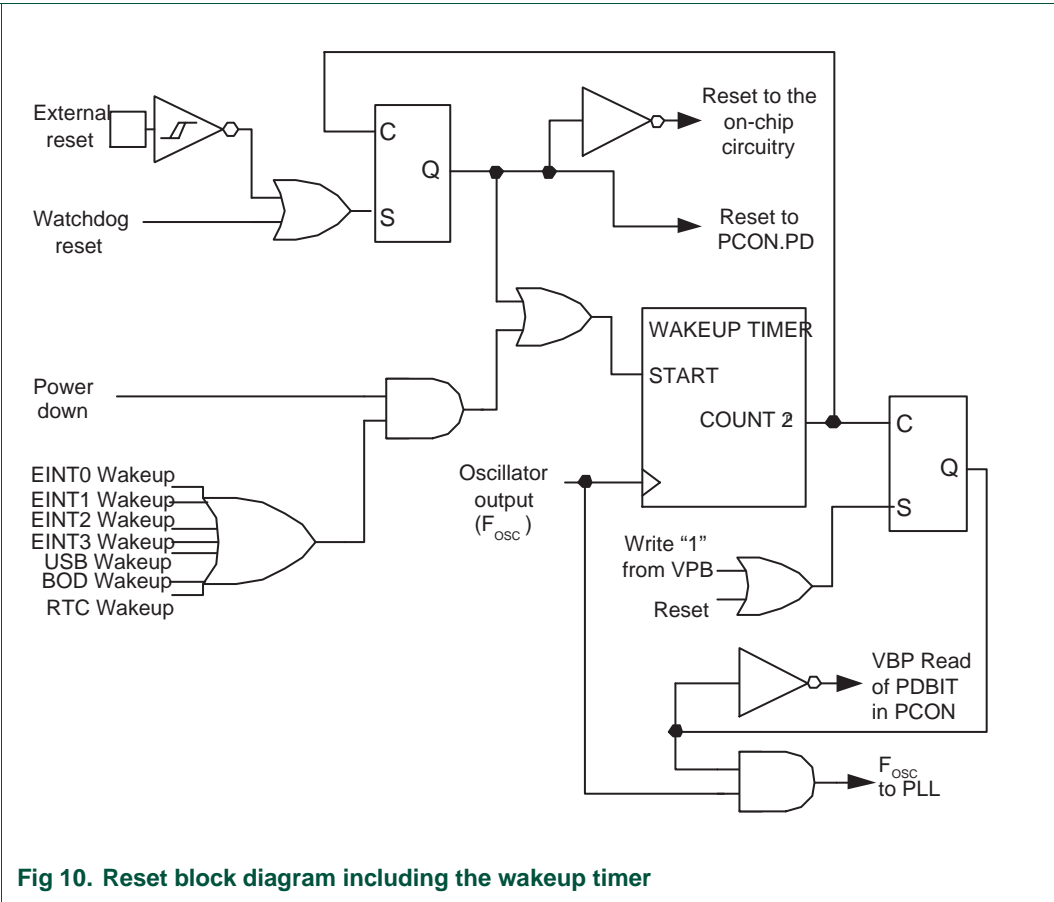 External
reset
Watchdog
reset
C
Q
S
Reset to the
on-chip
circuitry
Reset to
PCON.PD
WAKEUP TIMER
START
COUNT 2
Power
down
EINT0 Wakeup
EINT1 Wakeup
EINT2 Wakeup
EINT3 Wakeup
USB Wakeup
BOD Wakeup
RTC Wakeup
Oscillator
output
(FOSC)
C
Q
S
Write “1”
from VPB
Reset
VBP Read
of PDBIT
in PCON
FOSC
to PLL
Fig 10. Reset block diagram including the wakeup timer